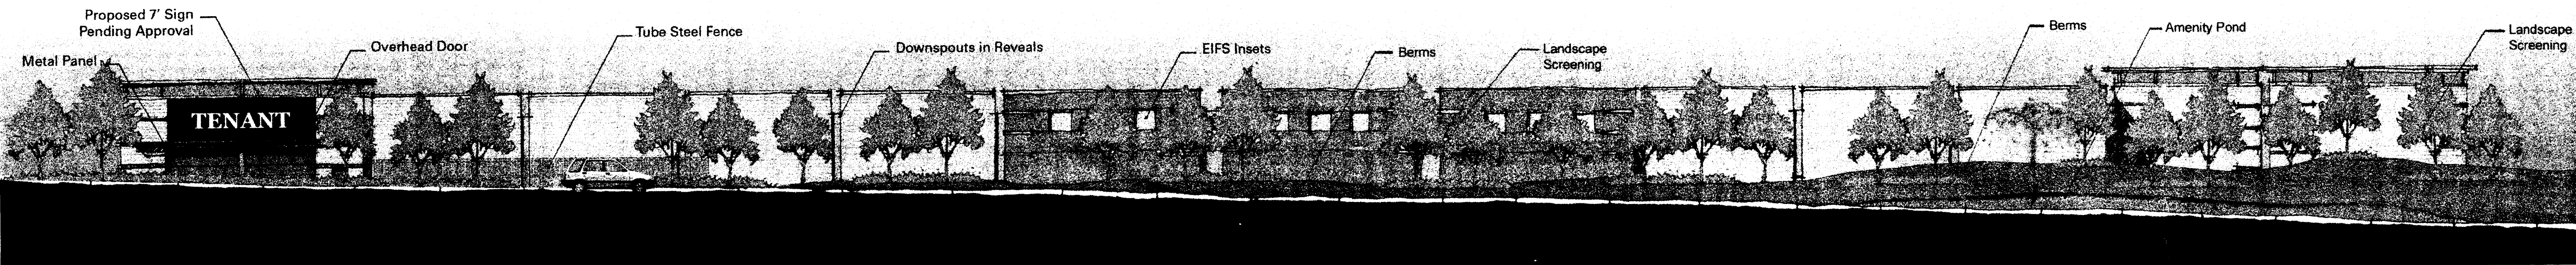 Proposed 7' Sign
Pending Approval
Metal Panel
Overhead Door
TENANT
Tube Steel Fence
Downspouts in Reveals
EIFS Insets
Berms
Landscape
Screening
Berms
Amenity Pond
Landscape
Screening